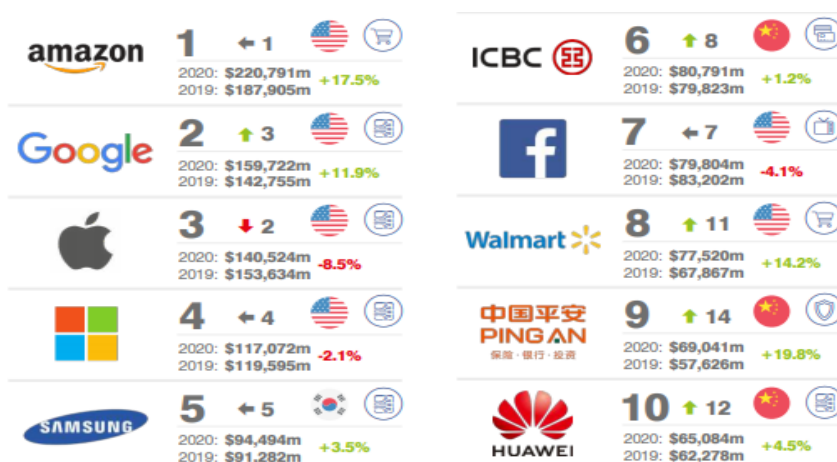 amazon
1 1
2020: $220,791m
2019: $187,905m
+17.5%
Google
2 3
2020: $159,722m
2019: $142,755m
+11.9%
3 2
2020: $140,524m
2019: $153,634m
-8.5%
4 4
2020: $117,072m
2019: $119,595m
-2.1%
SAMSUNG
5 5
2020: $94,494m
2019: $91,282m
+3.5%
ICBC
6 8
2020: $80,791m
2019: $79,823m
+1.2%
f
7 7
2020: $79,804m
2019: $83,202m
-4.1%
Walmart
8 11
2020: $77,520m
2019: $67,867m
+14.2%
中国平安
PING AN
保险·银行·投资
9 14
2020: $69,041m
2019: $57,626m
+19.8%
HUAWEI
10 12
2020: $65,084m
2019: $62,278m
+4.5%